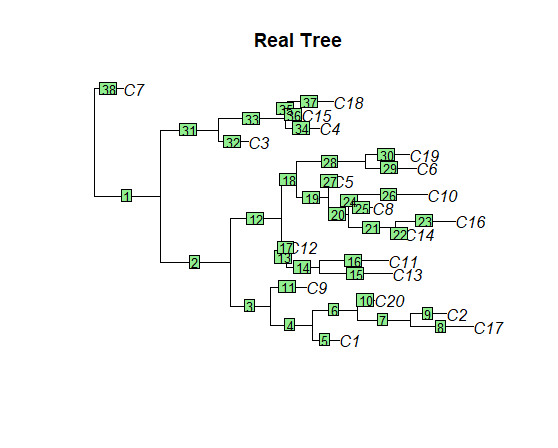 Real Tree
38 C7
37 C18
35
36 C15
33
34 C4
31
32 C3
30 C19
28
29 C6
27 C5
18
26 C10
19
24
25 C8
20
23 C16
21
22 C14
12
17 C12
13
16 C11
14
15 C13
1
2
11 C9
3
10 C20
6
9 C2
7
8 C17
4
5 C1